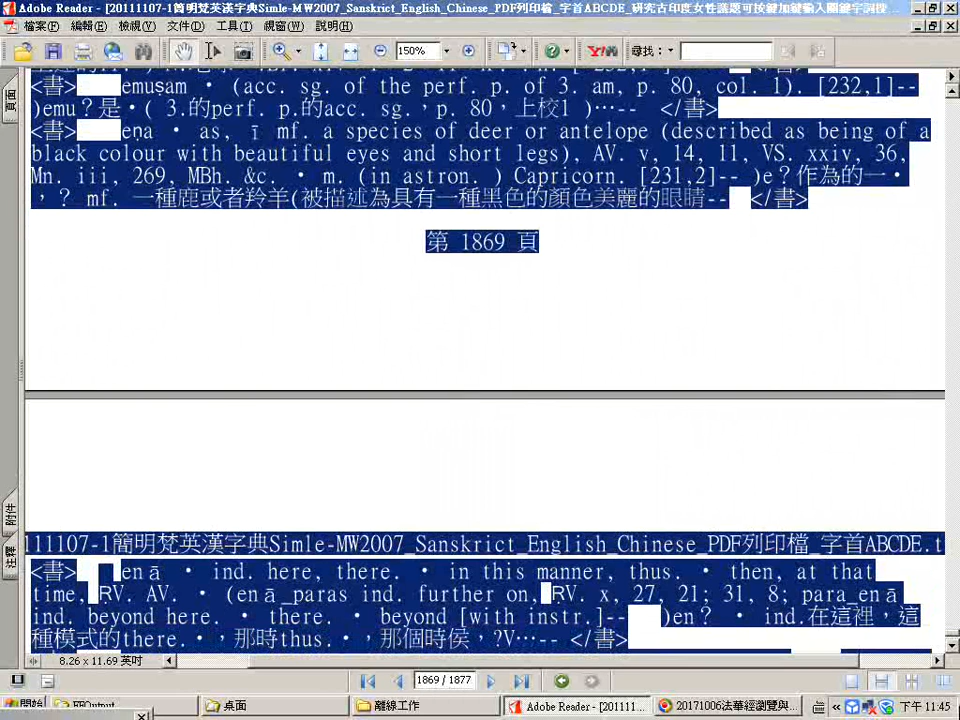 Adobe Reader - [20111107-1簡明梵英漢字典Simle-MW2007_Sanskrict_English_Chinese_PDF列印檔_字首ABCDE_研究古印度女性議題可按鍵加鍵輸入關鍵字詞搜
檔案(F) 編輯(E) 檢視(V) 文件(D) 工具(T) 視窗(W) 說明(H)
150% Y! 尋找：
頁面
<書> emuṣam • (acc. sg. of the perf. p. of 3. am, p. 80, col. 1). [232,1]--
)emu？是•( 3.的perf. p.的acc. sg.，p. 80，上校1 )…-- </書>
<書> eṇa • as, ī mf. a species of deer or antelope (described as being of a
black colour with beautiful eyes and short legs), AV. v, 14, 11, VS. xxiv, 36,
Mn. iii, 269, MBh. &c. • m. (in astron. ) Capricorn. [231,2]-- )e？作為的一•
，？ mf. 一種鹿或者羚羊(被描述為具有一種黑色的顏色美麗的眼睛-- </書>
第 1869 頁
附件
注釋
111107-1簡明梵英漢字典Simle-MW2007_Sanskrict_English_Chinese_PDF列印檔_字首ABCDE.t
<書> enā • ind. here, there. • in this manner, thus. • then, at that
time, ṚV. AV. • (enā_paras ind. further on, ṚV. x, 27, 21; 31, 8; para_enā
ind. beyond here • there. • beyond [with instr.]-- )en？ • ind.在這裡，這
種模式的there.•，那時thus.•，那個時侯，?V…-- </書>
8.26 x 11.69 英吋
1869 / 1877
開始 FFOutput 桌面 離線工作 Adobe Reader - [201111... 20171006法華經瀏覽與... 下午 11:45